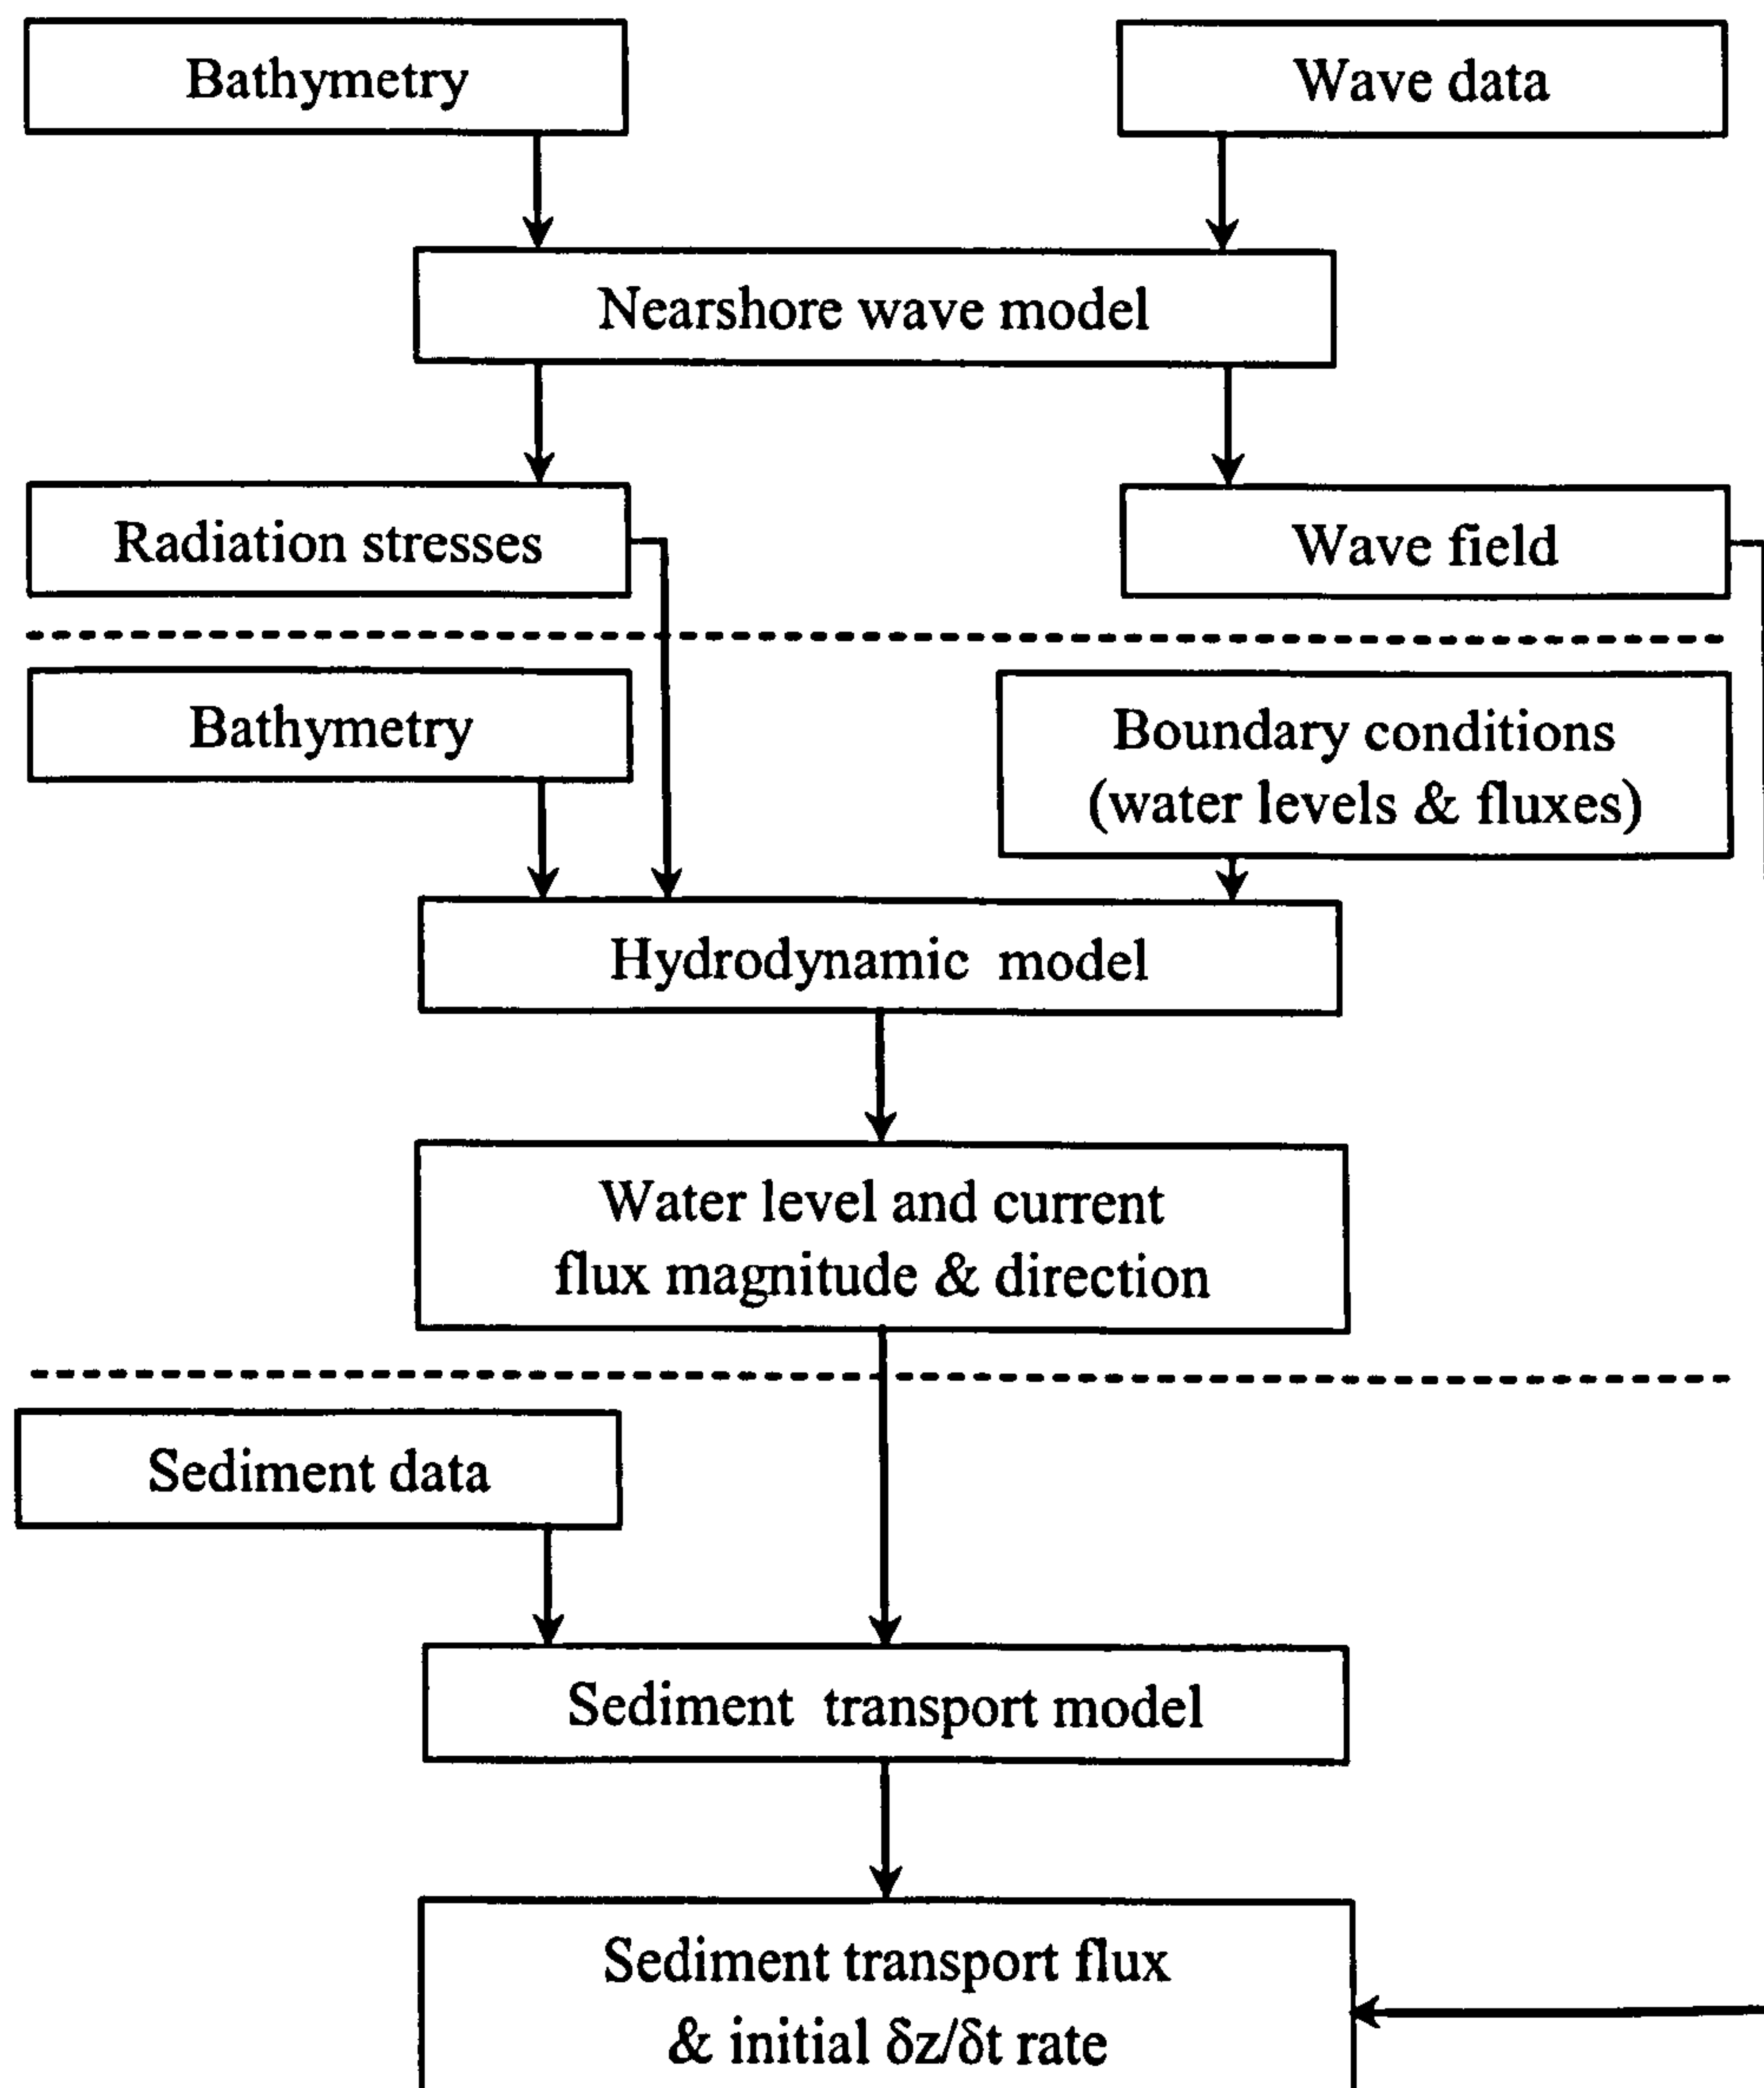 Bathymetry
Wave data
Nearshore wave model
Radiation stresses
Wave field
Bathymetry
Boundary conditions
(water levels & fluxes)
Hydrodynamic model
Water level and current
flux magnitude & direction
Sediment data
Sediment transport model
Sediment transport flux
& initial δz/δt rate